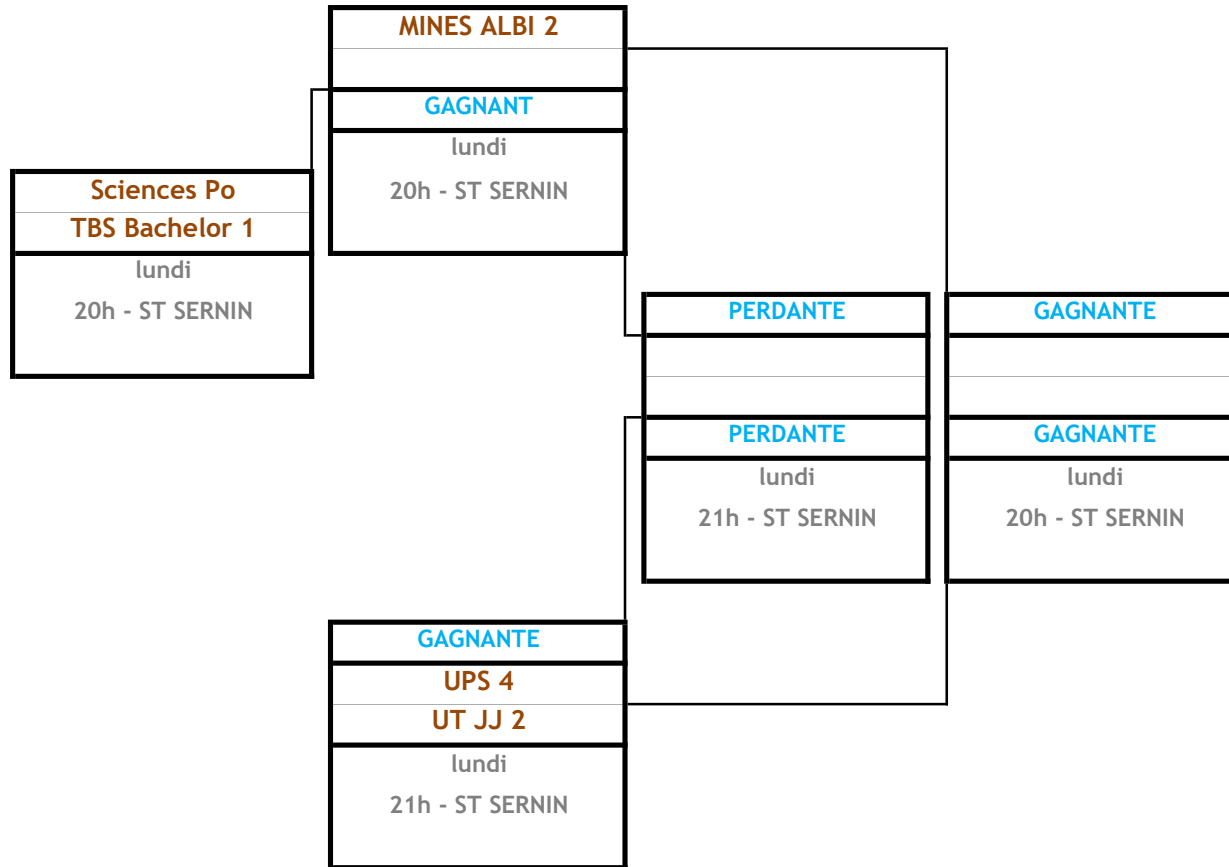 MINES ALBI 2
GAGNANT
lundi
20h - ST SERNIN
Sciences Po
TBS Bachelor 1
lundi
20h - ST SERNIN
PERDANTE
PERDANTE
lundi
21h - ST SERNIN
GAGNANTE
GAGNANTE
lundi
20h - ST SERNIN
GAGNANTE
UPS 4
UT JJ 2
lundi
21h - ST SERNIN